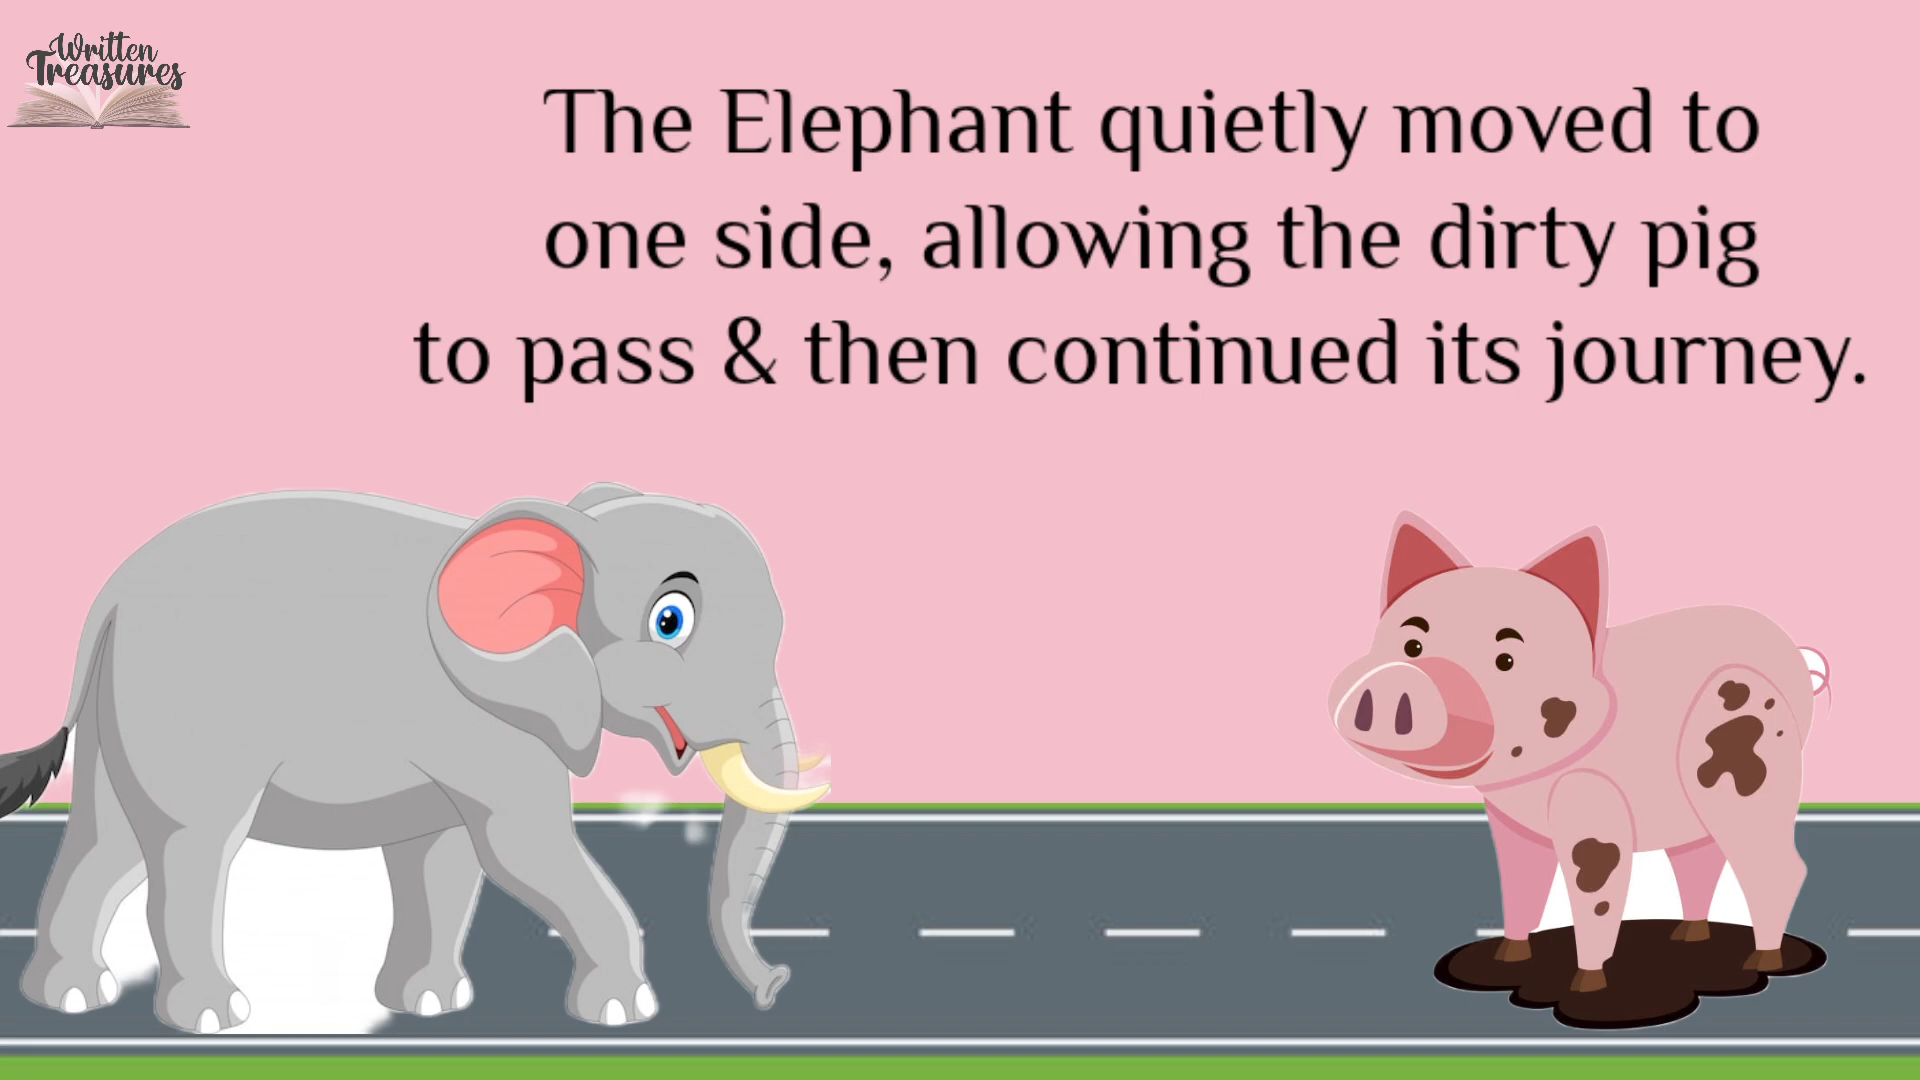 Written
Treasures
The Elephant quietly moved to
one side, allowing the dirty pig
to pass & then continued its journey.